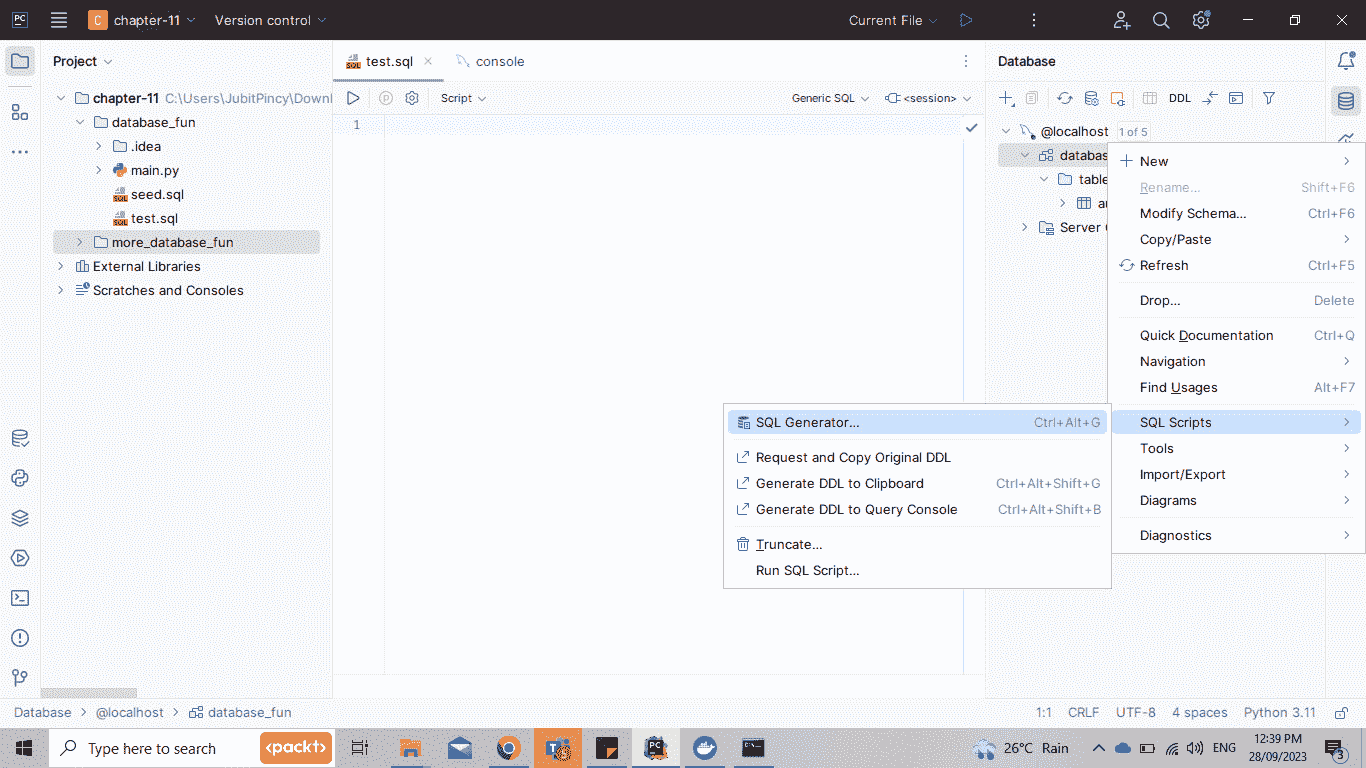 PC
C
chapter-11
Version control
Current File
Project
chapter-11 C:\Users\JubitPincy\Downl
database_fun
.idea
main.py
seed.sql
test.sql
more_database_fun
External Libraries
Scratches and Consoles
test.sql
console
Script
Generic SQL
<session>
1
Database
DDL
@localhost 1 of 5
databas
table
au
Server
New
Rename... Shift+F6
Modify Schema... Ctrl+F6
Copy/Paste
Refresh Ctrl+F5
Drop... Delete
Quick Documentation Ctrl+Q
Navigation
Find Usages Alt+F7
SQL Scripts
Tools
Import/Export
Diagrams
Diagnostics
SQL Generator... Ctrl+Alt+G
Request and Copy Original DDL
Generate DDL to Clipboard Ctrl+Alt+Shift+G
Generate DDL to Query Console Ctrl+Alt+Shift+B
Truncate...
Run SQL Script...
Database @localhost database_fun
1:1 CRLF UTF-8 4 spaces Python 3.11
Type here to search
<packt>
PC
26°C Rain
ENG
12:39 PM
28/09/2023
3